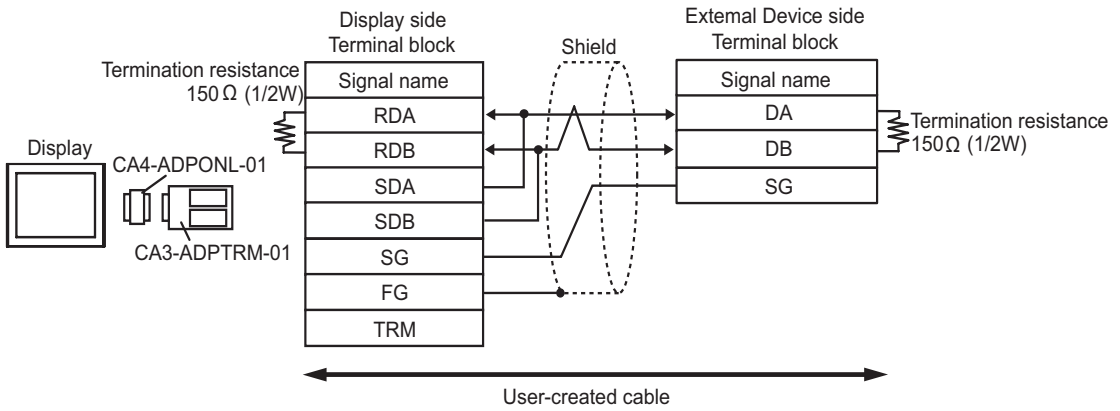 Display side
Terminal block
External Device side
Terminal block
Shield
Termination resistance
150Ω (1/2W)
Signal name
RDA
RDB
SDA
SDB
SG
FG
TRM
Signal name
DA
DB
SG
Termination resistance
150Ω (1/2W)
Display
CA4-ADPONL-01
CA3-ADPTRM-01
User-created cable